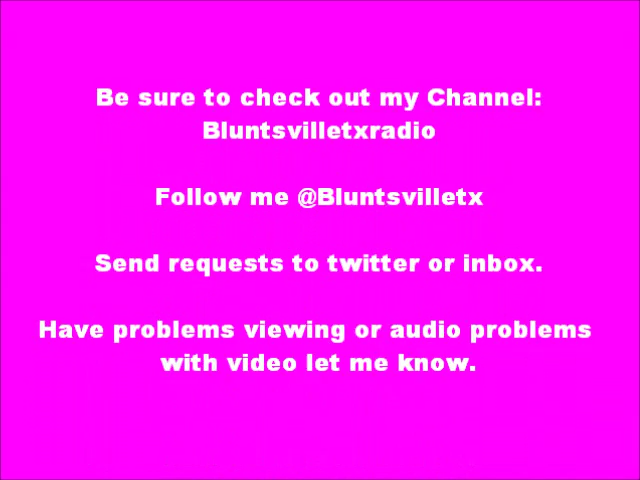 Be sure to check out my Channel:
Bluntsvilletxradio
Follow me @Bluntsvilletx
Send requests to twitter or inbox.
Have problems viewing or audio problems
with video let me know.